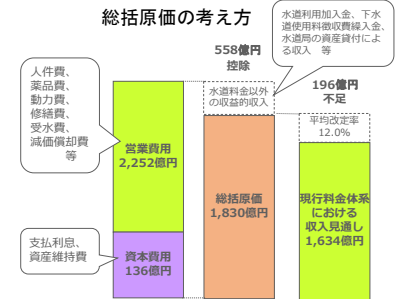 総括原価の考え方
水道利用加入金、下水
道使用料徴収費繰入金、
水道局の資産貸付によ
る収入　等
558億円
控除
人件費、
薬品費、
動力費、
修繕費、
受水費、
減価償却費
等
水道料金以外
の収益的収入
196億円
不足
平均改定率
12.0%
営業費用
2,252億円
総括原価
1,830億円
現行料金体系
における
収入見通し
1,634億円
支払利息、
資産維持費
資本費用
136億円